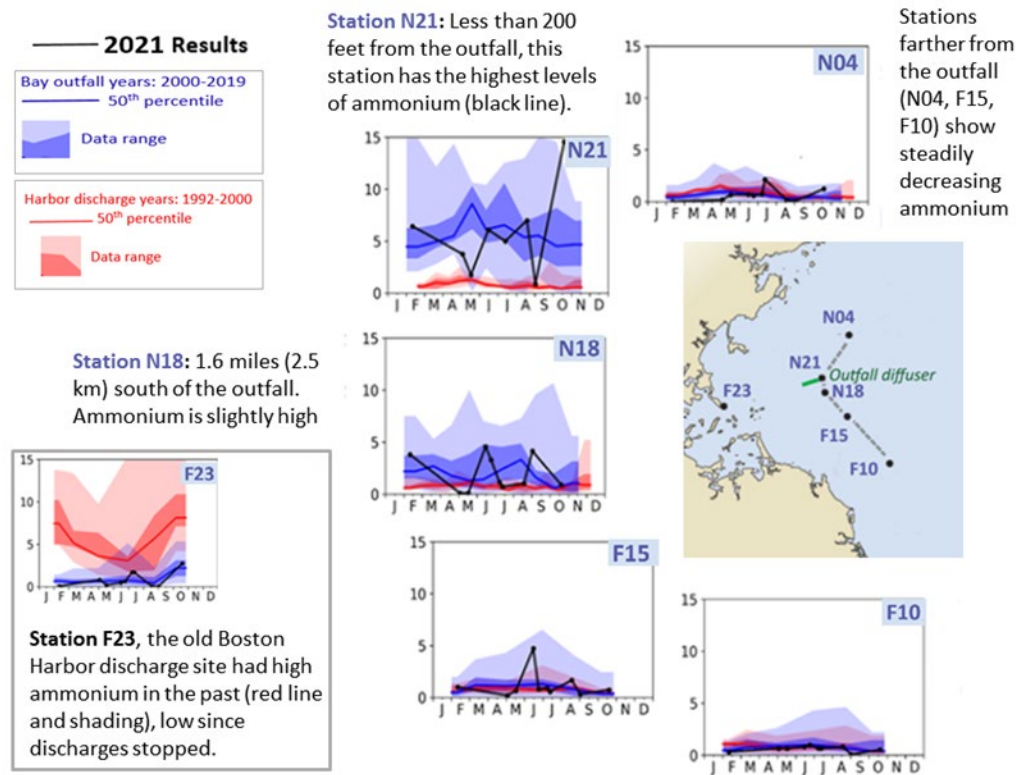 2021 Results
Bay outfall years: 2000-2019
50th percentile
Data range
Harbor discharge years: 1992-2000
50th percentile
Data range
Station N21: Less than 200
feet from the outfall, this
station has the highest levels
of ammonium (black line).
Stations
farther from
the outfall
(N04, F15,
F10) show
steadily
decreasing
ammonium
N04
15
10
5
0
J F M A M J J A S O N D
N21
15
10
5
0
J F M A M J J A S O N D
N04
N21
Outfall diffuser
N18
F23
F15
F10
Station N18: 1.6 miles (2.5
km) south of the outfall.
Ammonium is slightly high
N18
15
10
5
0
J F M A M J J A S O N D
F23
15
10
5
0
J F M A M J J A S O N D
Station F23, the old Boston
Harbor discharge site had high
ammonium in the past (red line
and shading), low since
discharges stopped.
F15
15
10
5
0
J F M A M J J A S O N D
F10
15
10
5
0
J F M A M J J A S O N D